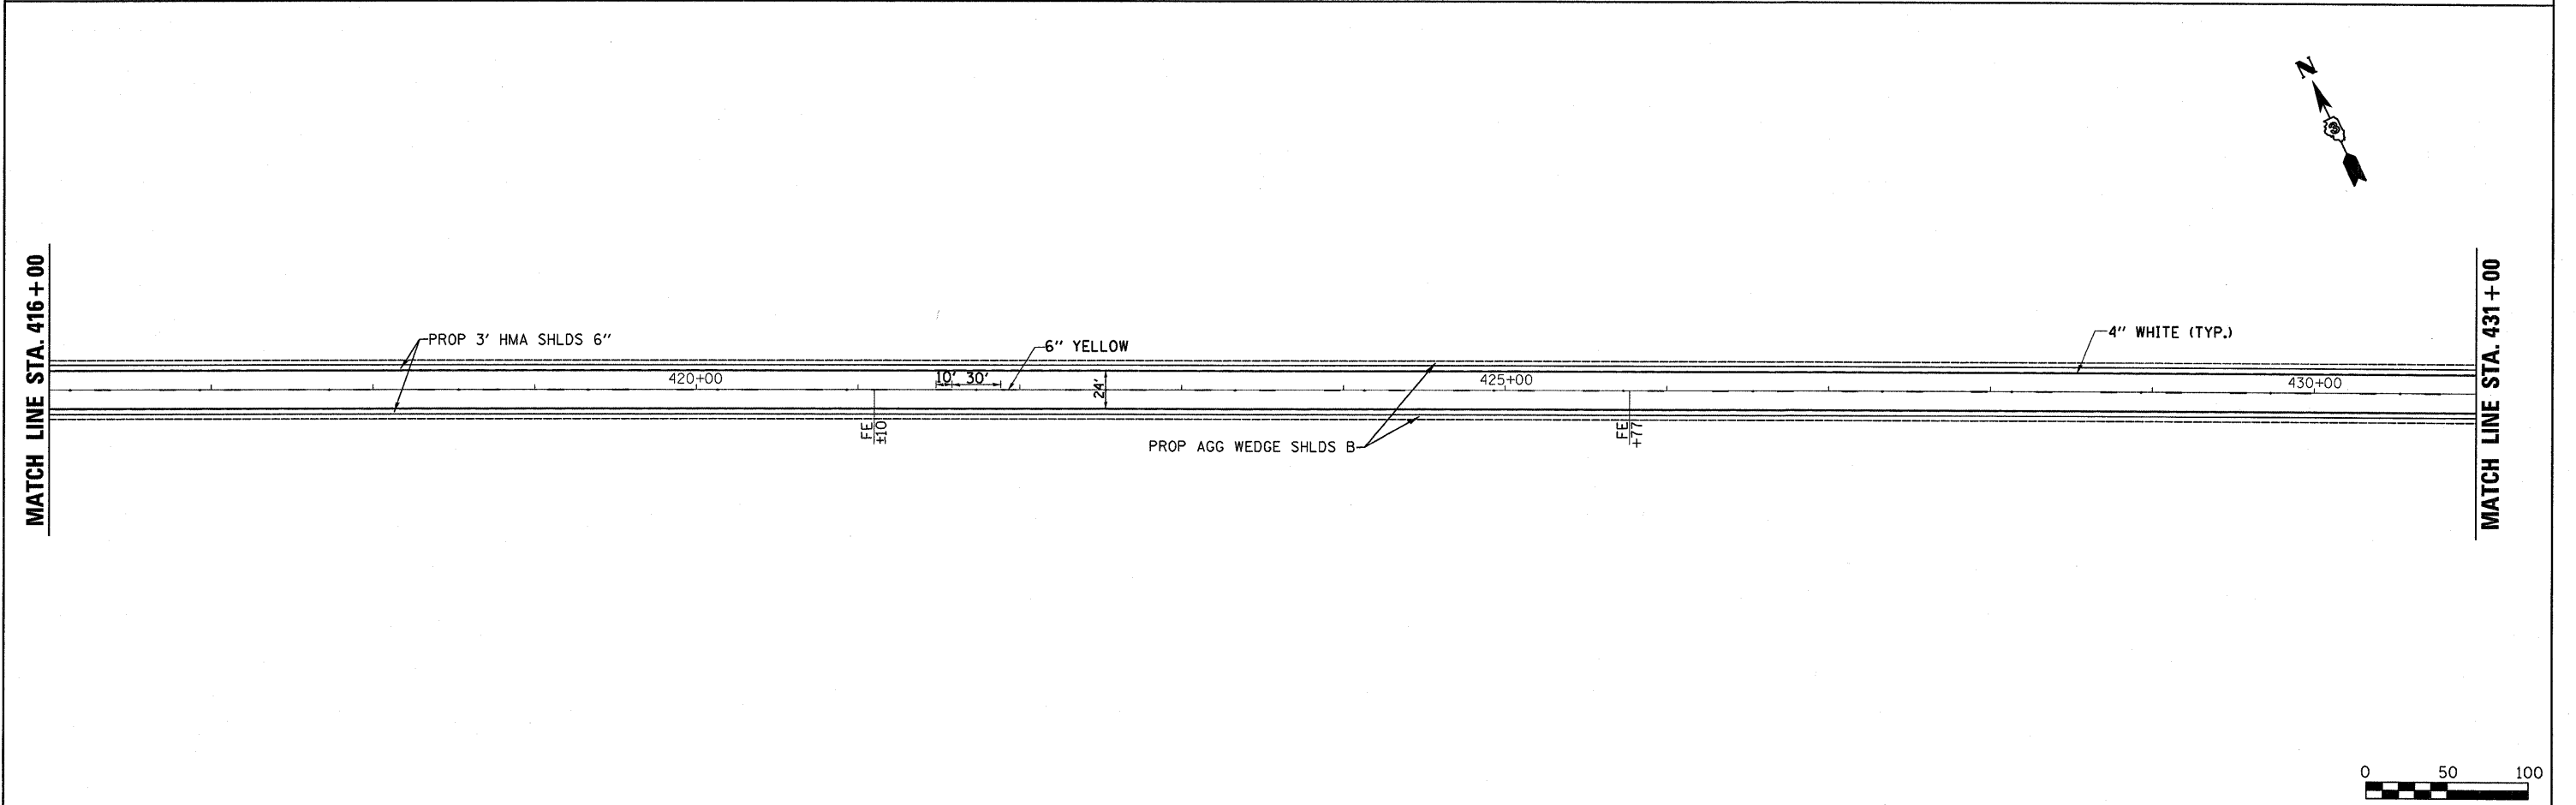 N
MATCH LINE STA. 416+00
PROP 3' HMA SHLDS 6"
6" YELLOW
4" WHITE (TYP.)
MATCH LINE STA. 431+00
420+00
10' 30'
24'
425+00
430+00
FE
+10
FE
+77
PROP AGG WEDGE SHLDS B
0 50 100